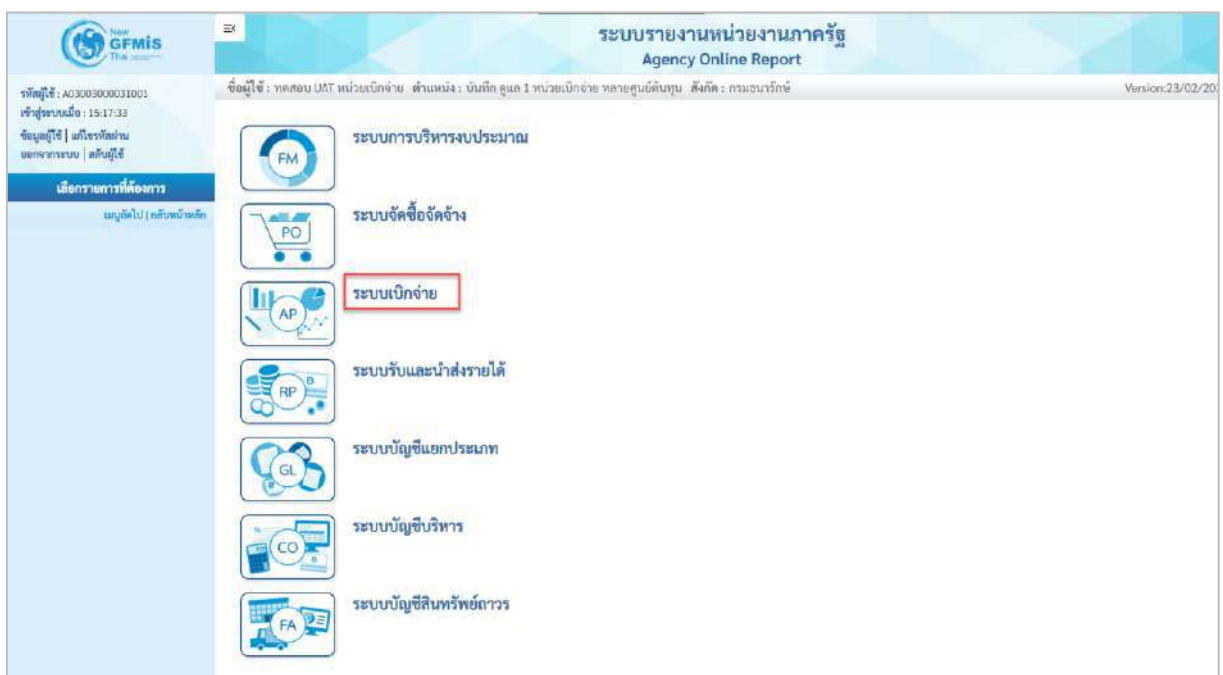 New
GFMiS
Thai
ระบบรายงานหน่วยงานภาครัฐ
Agency Online Report
รหัสผู้ใช้ : A03003000031001
เข้าสู่ระบบเมื่อ : 15:17:33
ข้อมูลผู้ใช้ | แก้ไขรหัสผ่าน
ออกจากระบบ | สลับผู้ใช้
เลือกรายการที่ต้องการ
เมนูถัดไป | กลับหน้าหลัก
ชื่อผู้ใช้ : ทดสอบ UAT หน่วยเบิกจ่าย ตำแหน่ง : บันทึก ดูแล 1 หน่วยเบิกจ่าย หลายศูนย์ต้นทุน สังกัด : กรมธนารักษ์
Version:23/02/20
FM
ระบบการบริหารงบประมาณ
PO
ระบบจัดซื้อจัดจ้าง
AP
ระบบเบิกจ่าย
RP
ระบบรับและนำส่งรายได้
GL
ระบบบัญชีแยกประเภท
CO
ระบบบัญชีบริหาร
FA
ระบบบัญชีสินทรัพย์ถาวร